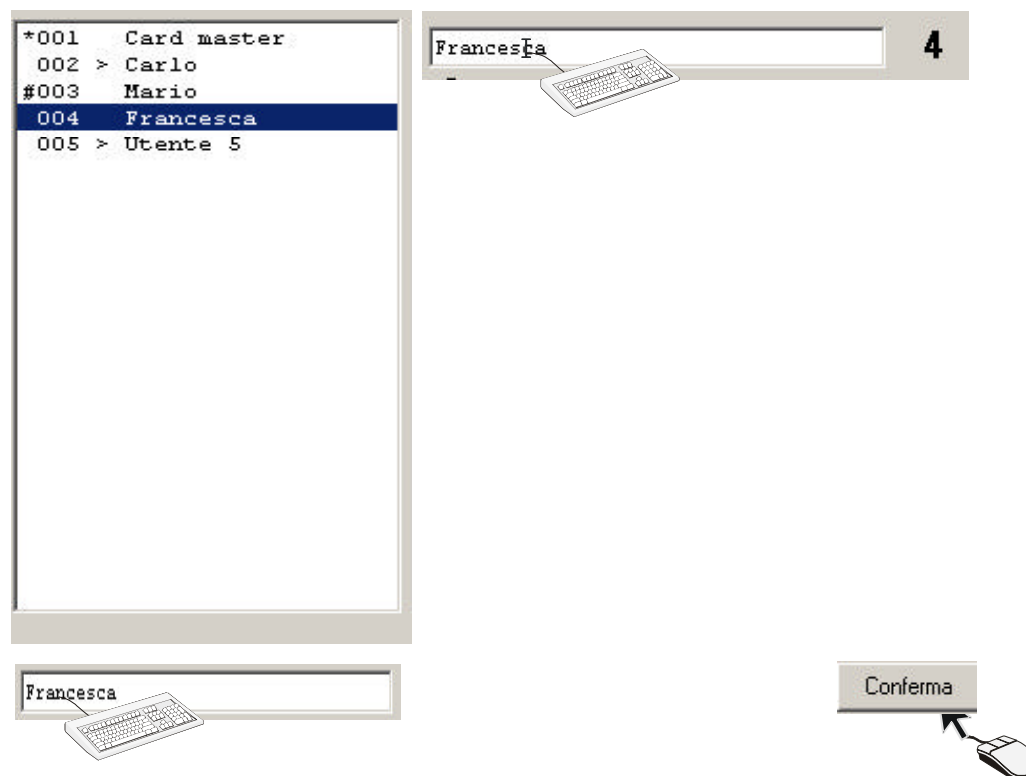 *001 Card master
002 > Carlo
#003 Mario
004 Francesca
005 > Utente 5
Francesca
4
Francesca
Conferma